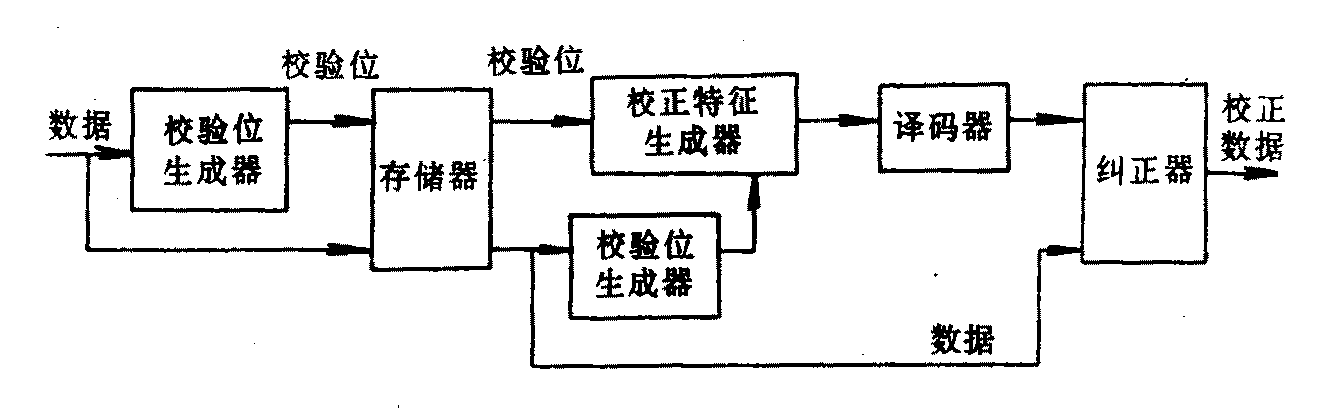 数据
校验位
生成器
校验位
存储器
校验位
校正特征
生成器
校验位
生成器
译码器
数据
纠正器
校正
数据